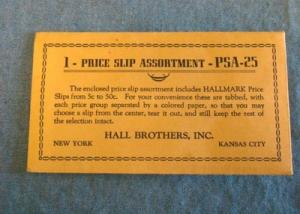 1 - PRICE SLIP ASSORTMENT - PSA-25
The enclosed price slip assortment includes HALLMARK Price
Slips from 5c to 50c. For your convenience these are tabbed, with
each price group separated by a colored paper, so that you may
choose a slip from the center, tear it out, and still keep the rest of
the selection intact.
HALL BROTHERS, INC.
NEW YORK KANSAS CITY